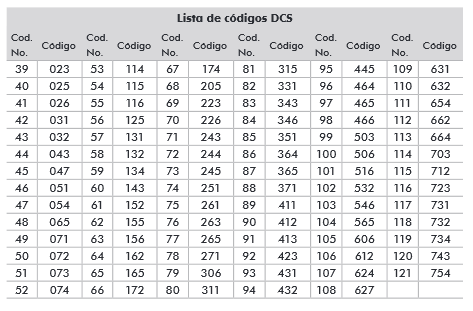 Lista de códigos DCS
Cod. No. Código Cod. No. Código Cod. No. Código Cod. No. Código Cod. No. Código Cod. No. Código
39 023 53 114 67 174 81 315 95 445 109 631
40 025 54 115 68 205 82 331 96 464 110 632
41 026 55 116 69 223 83 343 97 465 111 654
42 031 56 125 70 226 84 346 98 466 112 662
43 032 57 131 71 243 85 351 99 503 113 664
44 043 58 132 72 244 86 364 100 506 114 703
45 047 59 134 73 245 87 365 101 516 115 712
46 051 60 143 74 251 88 371 102 532 116 723
47 054 61 152 75 261 89 411 103 546 117 731
48 065 62 155 76 263 90 412 104 565 118 732
49 071 63 156 77 265 91 413 105 606 119 734
50 072 64 162 78 271 92 423 106 612 120 743
51 073 65 165 79 306 93 431 107 624 121 754
52 074 66 172 80 311 94 432 108 627